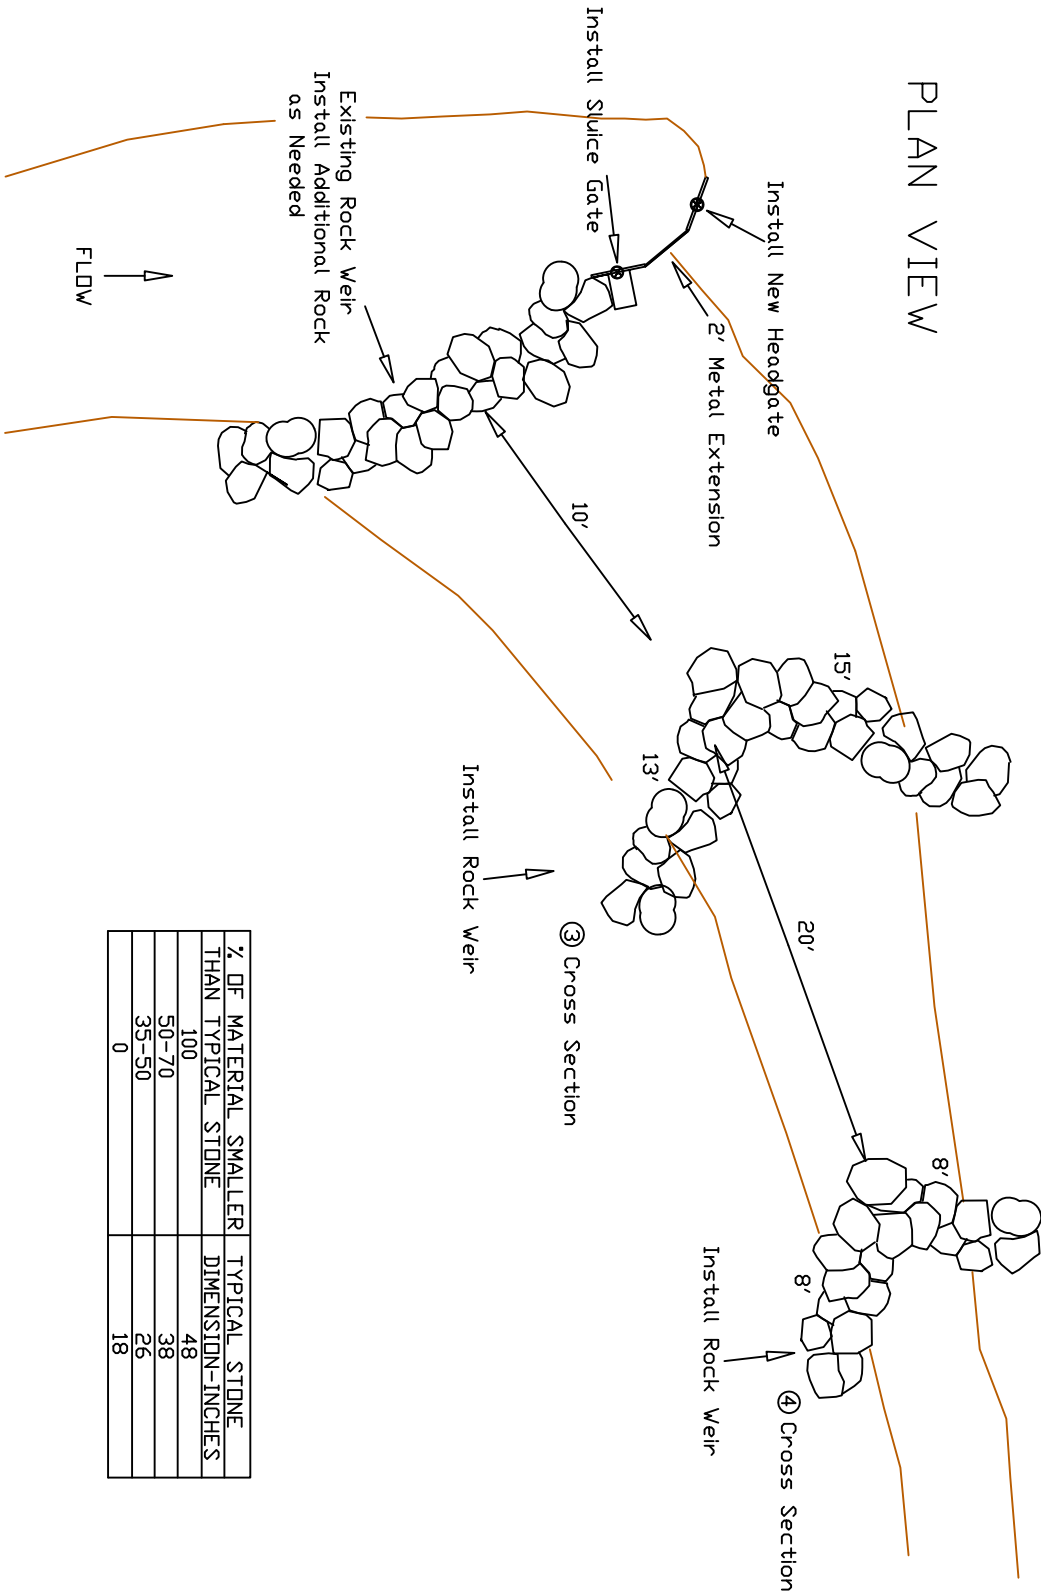 PLAN VIEW
Install New Headgate
2' Metal Extension
Install Sluice Gate
Existing Rock Weir
Install Additional Rock
as Needed
FLOW
10'
15'
13'
Install Rock Weir
3 Cross Section
20'
8'
8'
Install Rock Weir
4 Cross Section
% OF MATERIAL SMALLER THAN TYPICAL STONE
TYPICAL STONE DIMENSION-INCHES
100 48
50-70 38
35-50 26
0 18